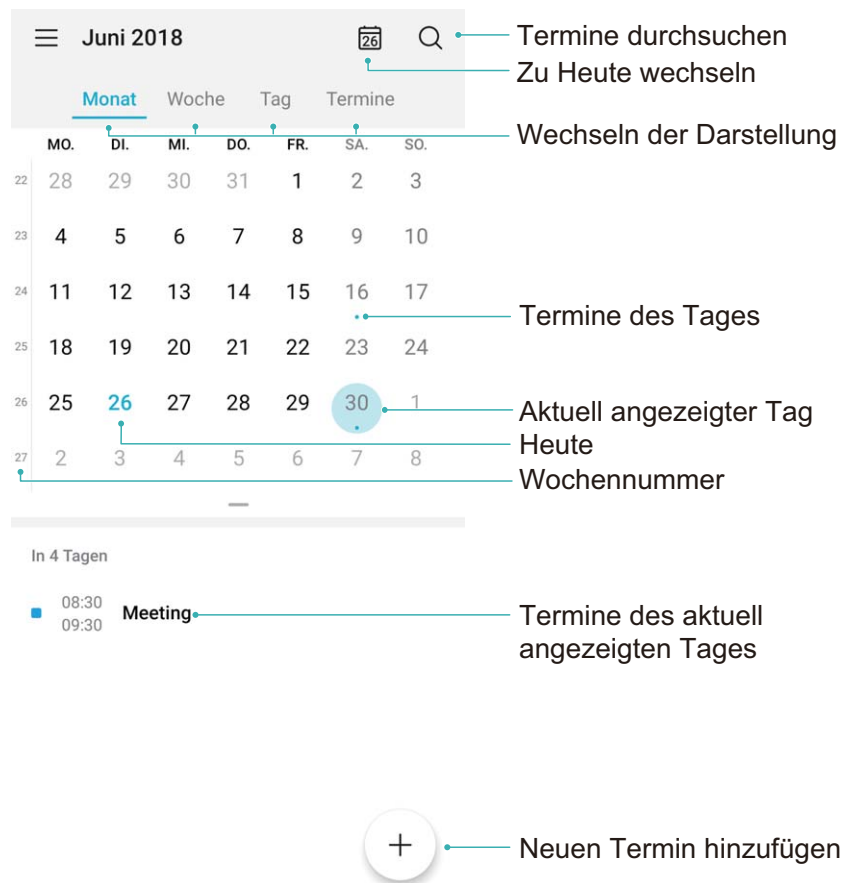 Juni 2018 26 Termine durchsuchen
Zu Heute wechseln
Monat Woche Tag Termine
Wechseln der Darstellung
MO. DI. MI. DO. FR. SA. SO.
22 28 29 30 31 1 2 3
23 4 5 6 7 8 9 10
24 11 12 13 14 15 16 17
Termine des Tages
25 18 19 20 21 22 23 24
26 25 26 27 28 29 30 1
Aktuell angezeigter Tag
Heute
27 2 3 4 5 6 7 8
Wochennummer
In 4 Tagen
08:30
09:30 Meeting
Termine des aktuell
angezeigten Tages
+ Neuen Termin hinzufügen